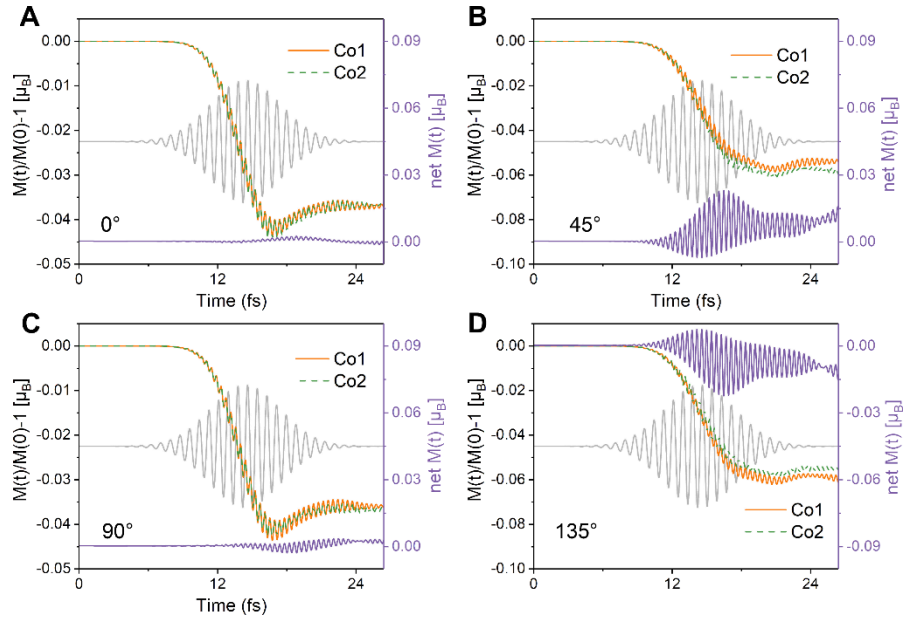 A
M(t)/M(0)-1 [μB]
0.00
-0.01
-0.02
-0.03
-0.04
-0.05
Co1
Co2
0°
0.09
0.06
0.03
0.00
net M(t) [μB]
0
12
24
Time (fs)
B
M(t)/M(0)-1 [μB]
0.00
-0.02
-0.04
-0.06
-0.08
-0.10
Co1
Co2
45°
0.09
0.06
0.03
0.00
net M(t) [μB]
0
12
24
Time (fs)
C
M(t)/M(0)-1 [μB]
0.00
-0.01
-0.02
-0.03
-0.04
-0.05
Co1
Co2
90°
0.09
0.06
0.03
0.00
net M(t) [μB]
0
12
24
Time (fs)
D
M(t)/M(0)-1 [μB]
0.00
-0.02
-0.04
-0.06
-0.08
-0.10
Co1
Co2
135°
0.00
-0.03
-0.06
-0.09
net M(t) [μB]
0
12
24
Time (fs)